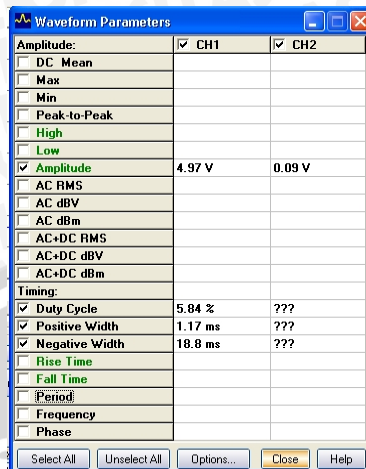 Waveform Parameters
Amplitude: CH1 CH2
DC Mean
Max
Min
Peak-to-Peak
High
Low
Amplitude 4.97 V 0.09 V
AC RMS
AC dBV
AC dBm
AC+DC RMS
AC+DC dBV
AC+DC dBm
Timing:
Duty Cycle 5.84 % ???
Positive Width 1.17 ms ???
Negative Width 18.8 ms ???
Rise Time
Fall Time
Period
Frequency
Phase
Select All Unselect All Options... Close Help